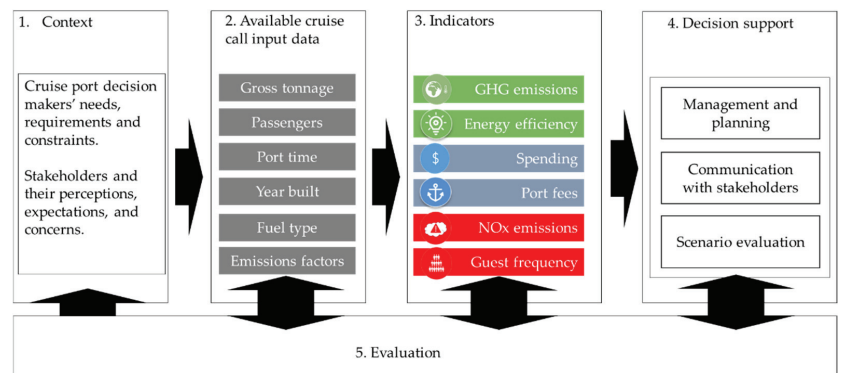 1. Context
Cruise port decision
makers' needs,
requirements and
constraints.
Stakeholders and
their perceptions,
expectations, and
concerns.
2. Available cruise
call input data
Gross tonnage
Passengers
Port time
Year built
Fuel type
Emissions factors
3. Indicators
GHG emissions
Energy efficiency
$
Spending
Port fees
NOx emissions
Guest frequency
4. Decision support
Management and
planning
Communication
with stakeholders
Scenario evaluation
5. Evaluation